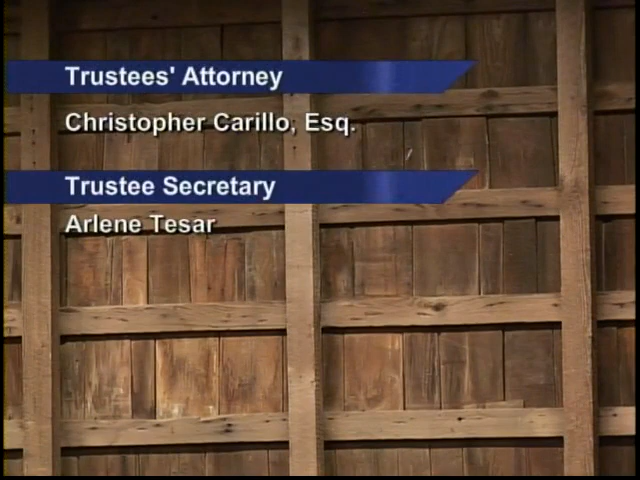 Trustees' Attorney
Christopher Carillo, Esq.
Trustee Secretary
Arlene Tesar